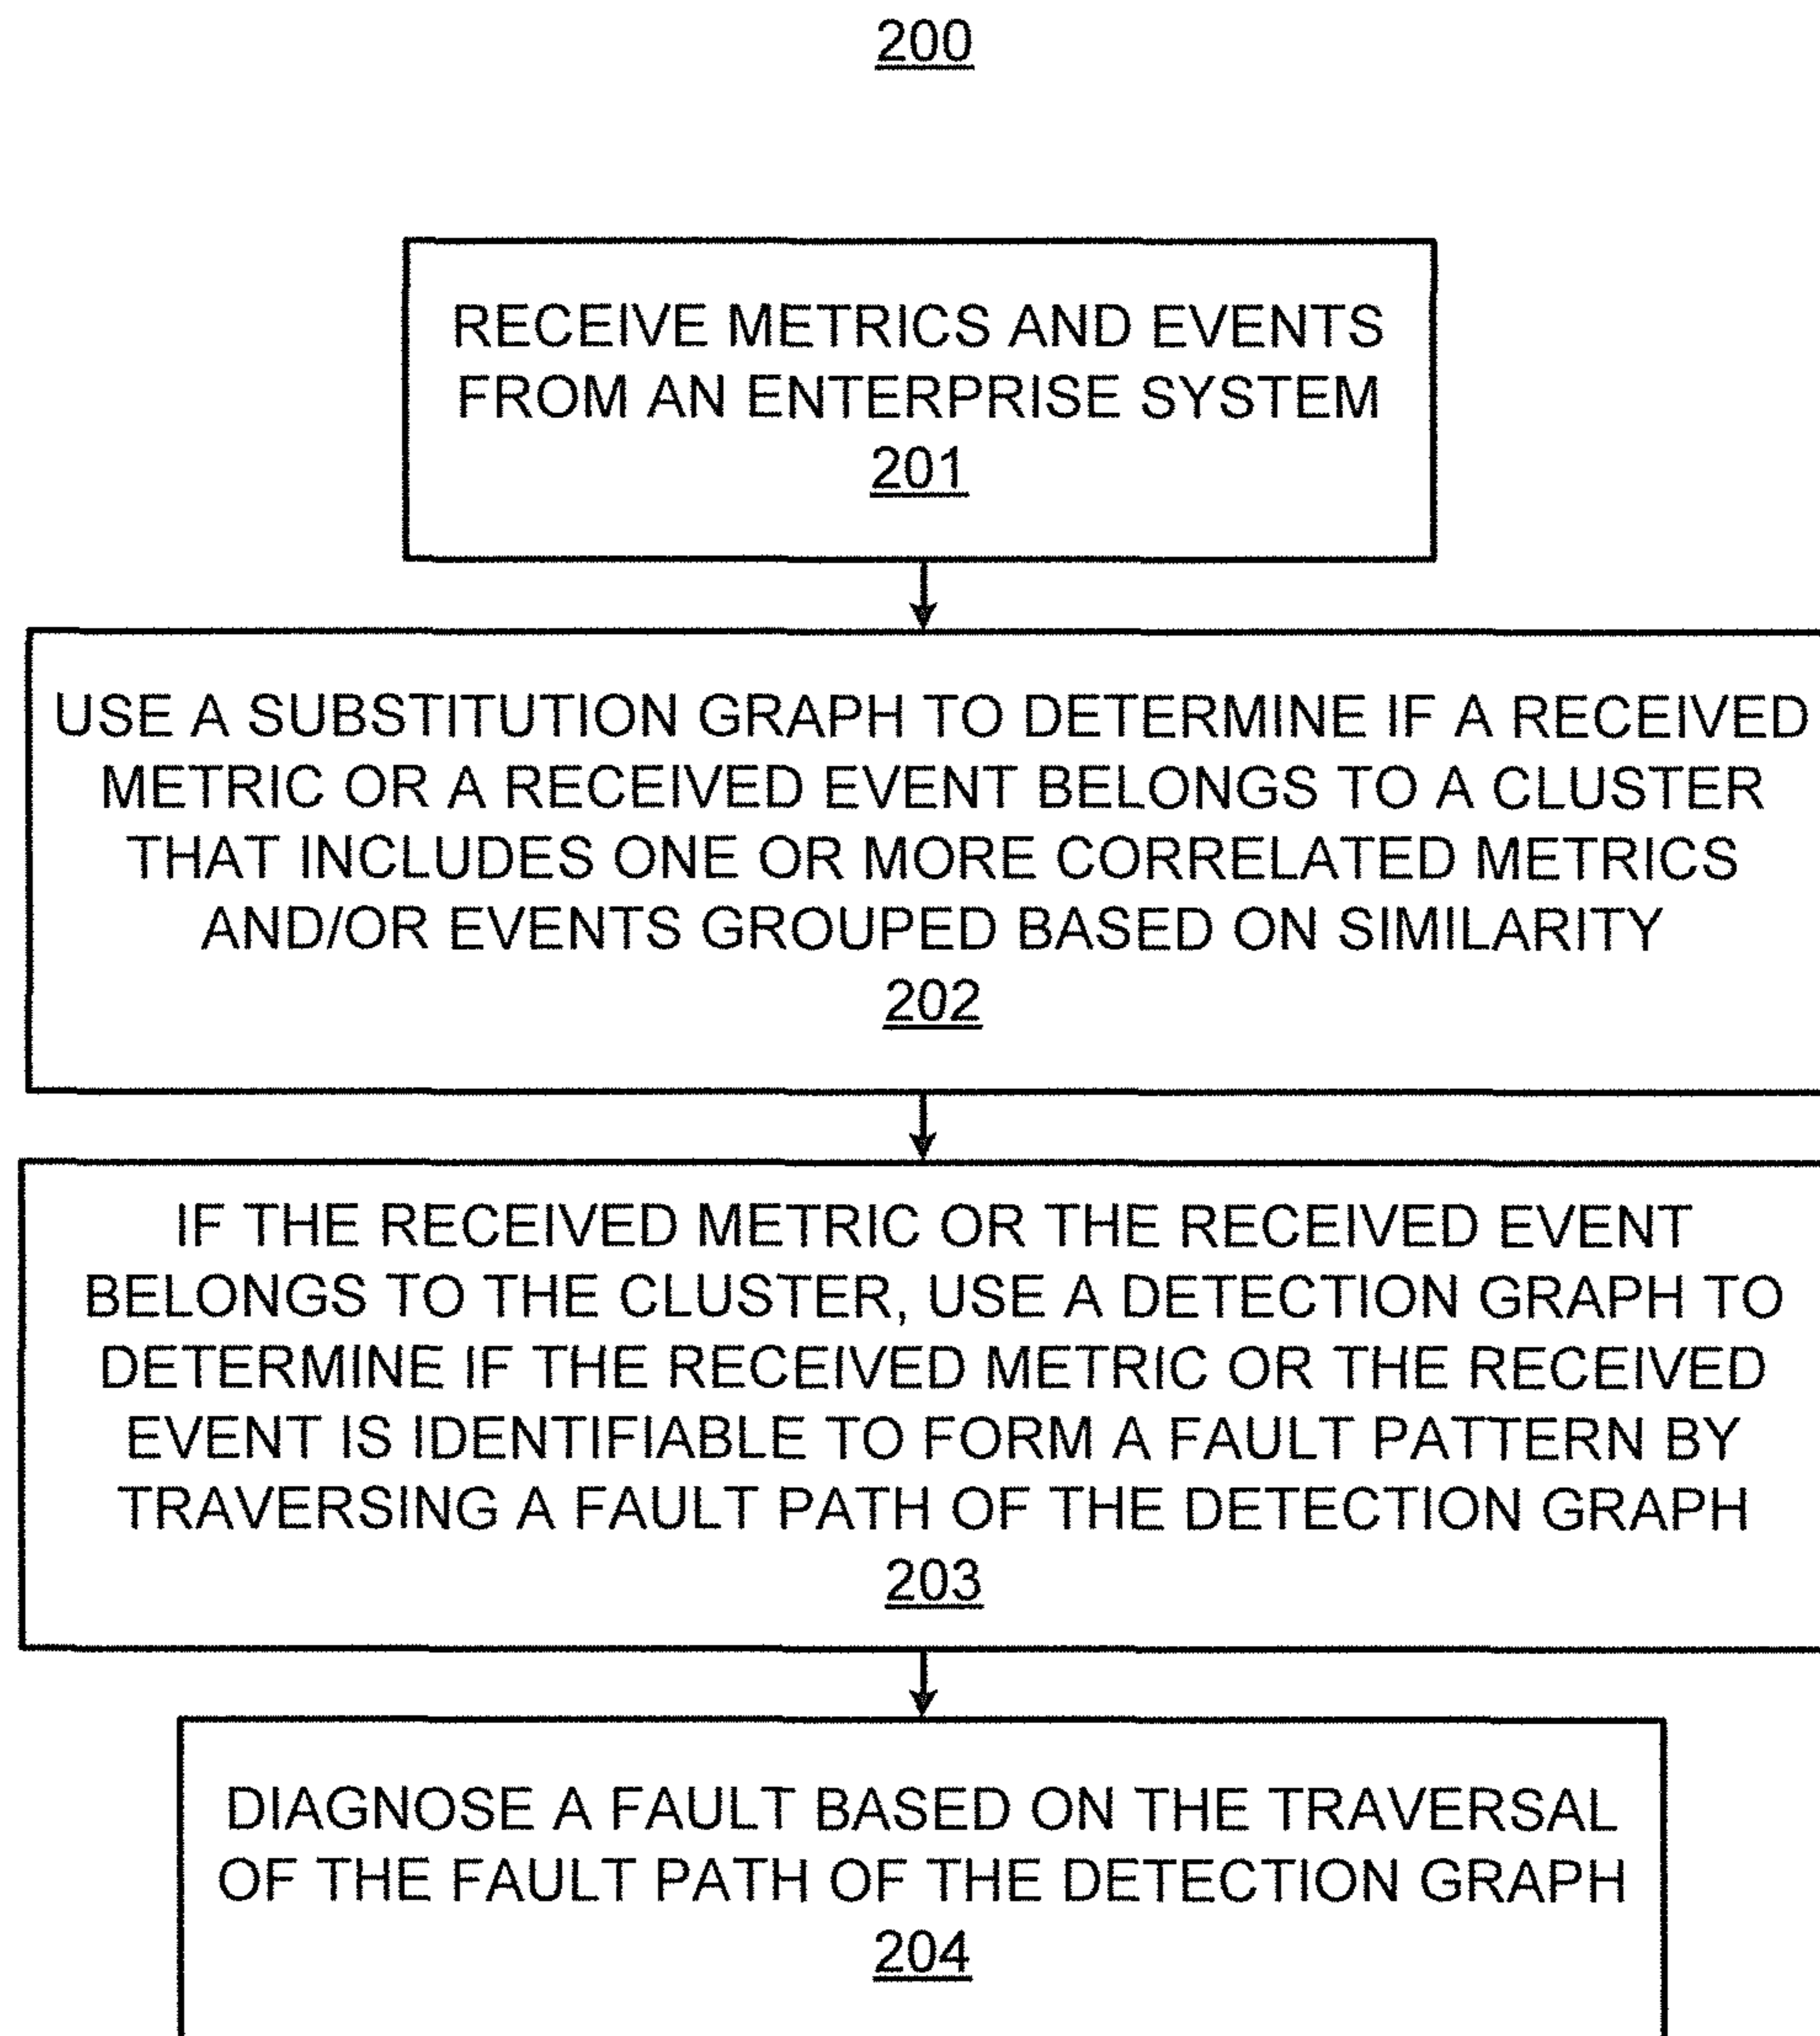 200
RECEIVE METRICS AND EVENTS
FROM AN ENTERPRISE SYSTEM
201
USE A SUBSTITUTION GRAPH TO DETERMINE IF A RECEIVED
METRIC OR A RECEIVED EVENT BELONGS TO A CLUSTER
THAT INCLUDES ONE OR MORE CORRELATED METRICS
AND/OR EVENTS GROUPED BASED ON SIMILARITY
202
IF THE RECEIVED METRIC OR THE RECEIVED EVENT
BELONGS TO THE CLUSTER, USE A DETECTION GRAPH TO
DETERMINE IF THE RECEIVED METRIC OR THE RECEIVED
EVENT IS IDENTIFIABLE TO FORM A FAULT PATTERN BY
TRAVERSING A FAULT PATH OF THE DETECTION GRAPH
203
DIAGNOSE A FAULT BASED ON THE TRAVERSAL
OF THE FAULT PATH OF THE DETECTION GRAPH
204